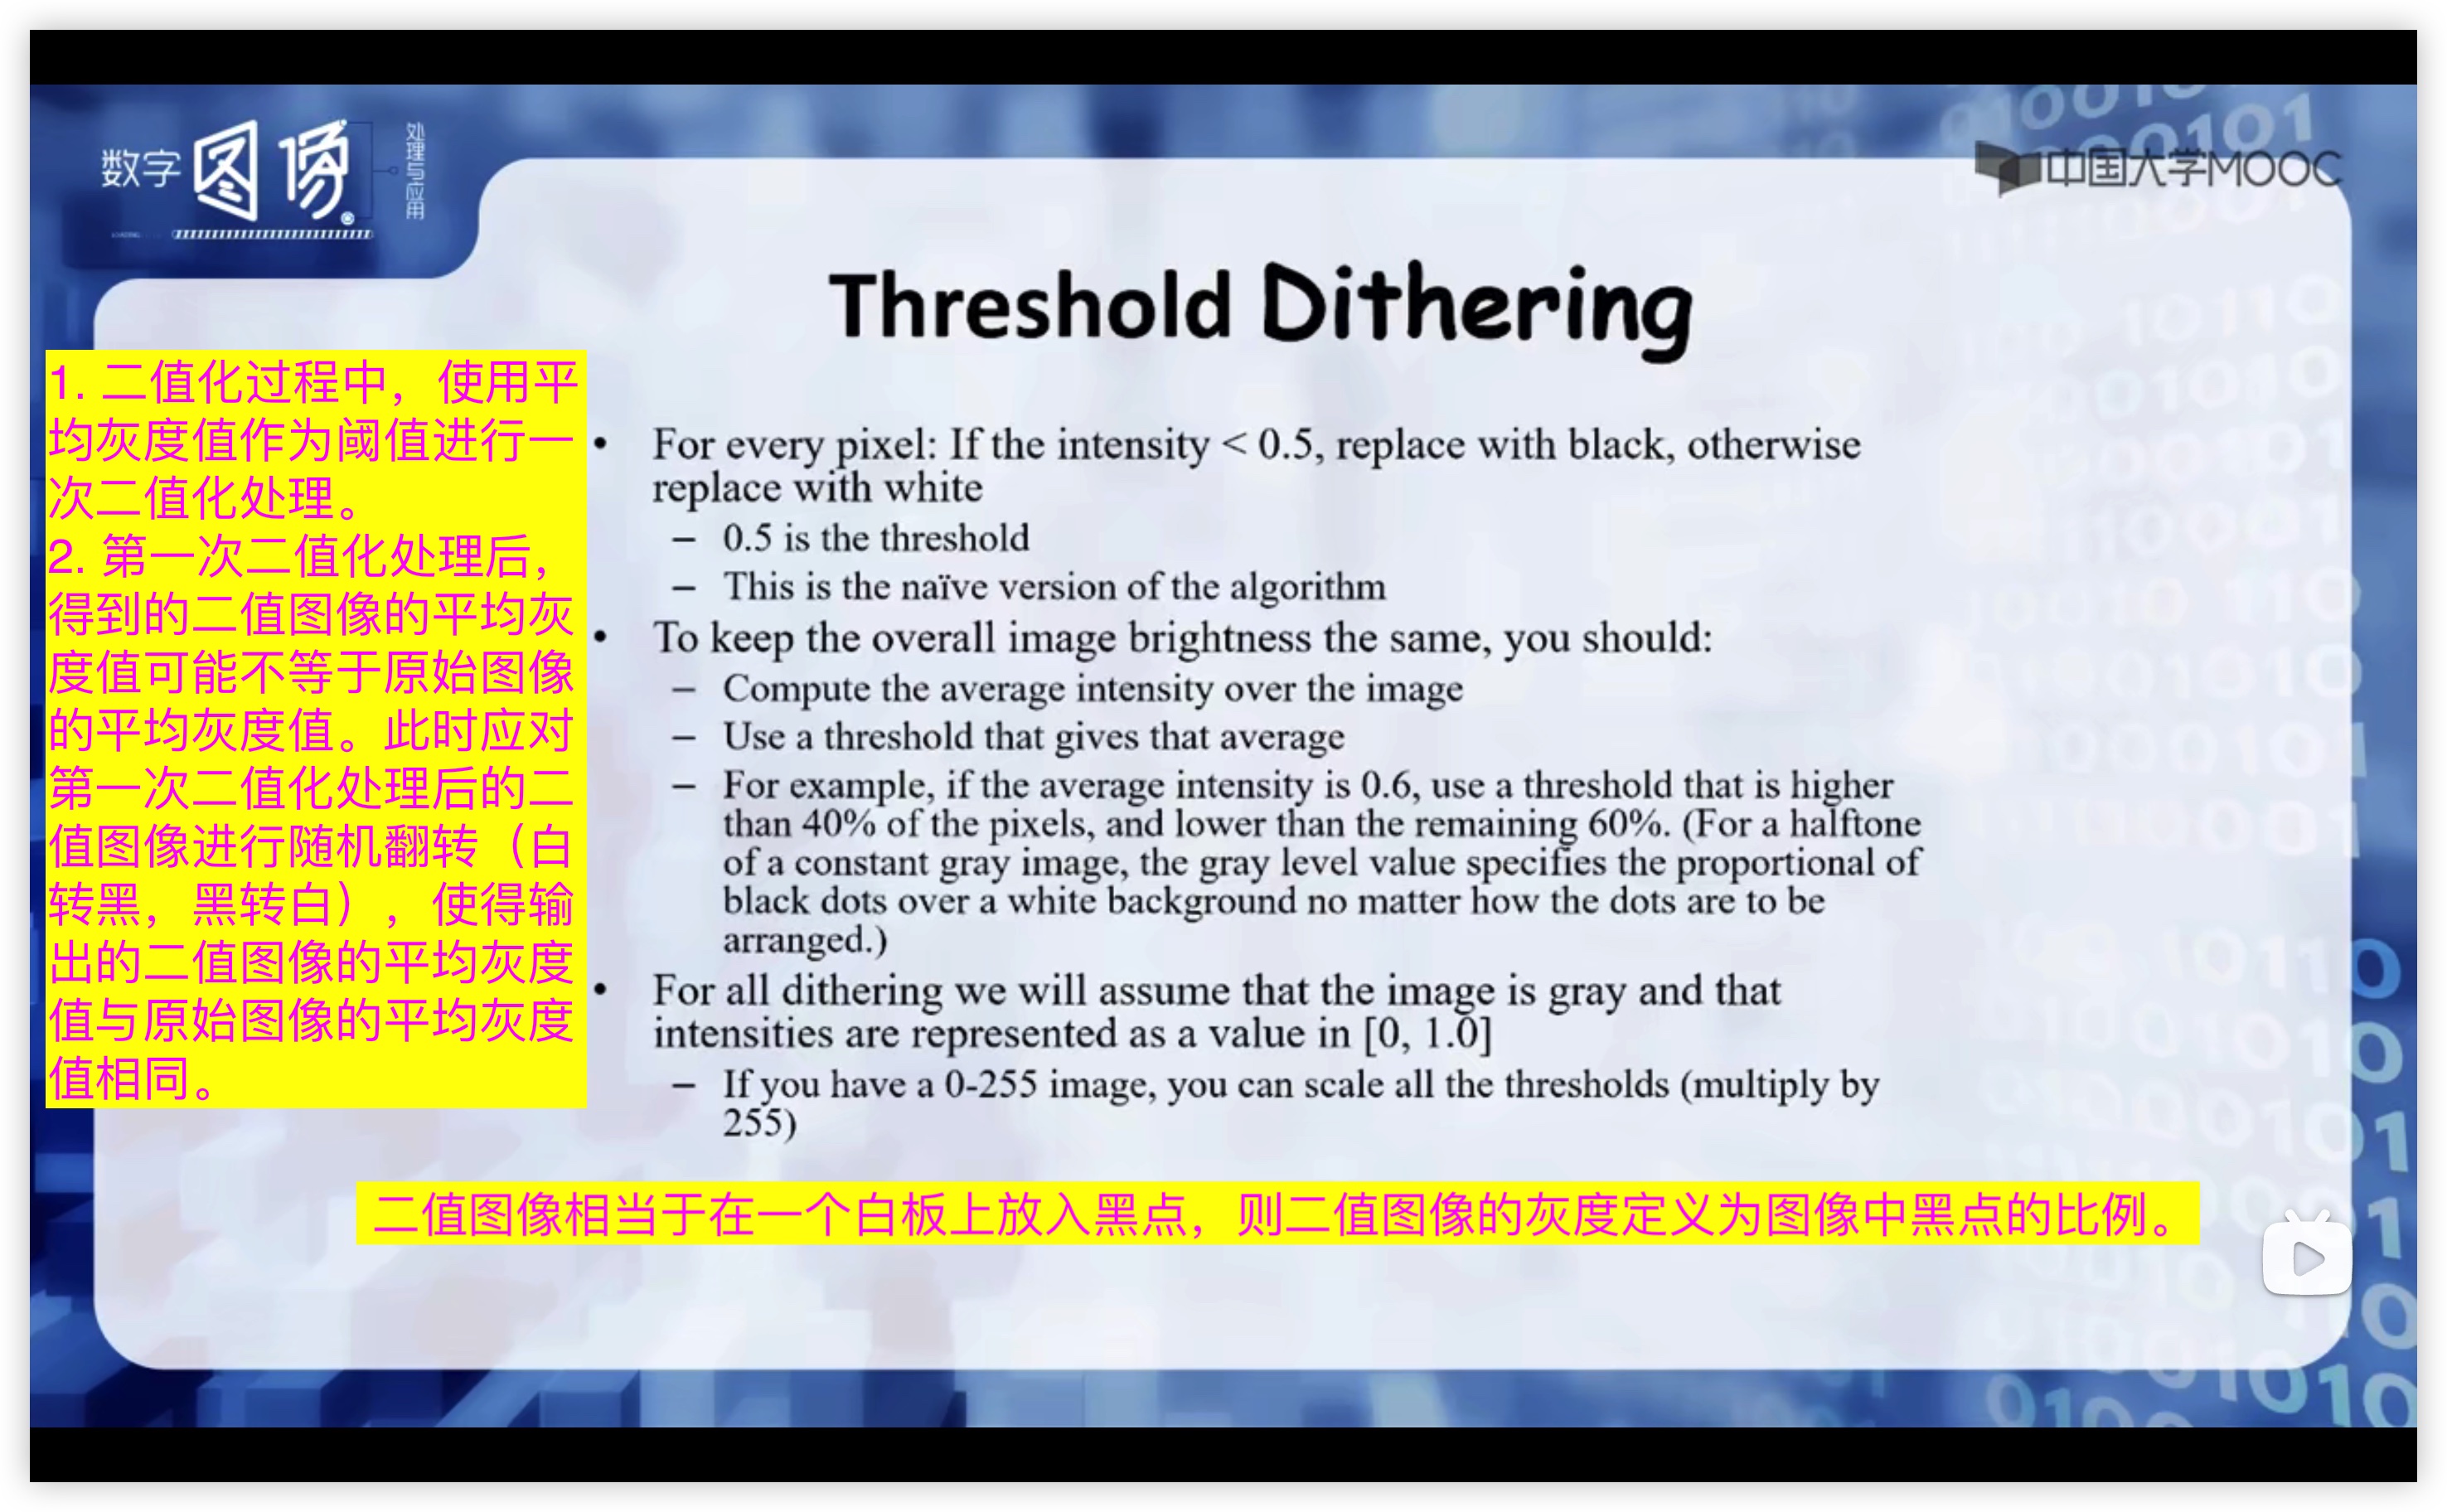 数字 图像 处理与应用
LOADING
中国大学MOOC
Threshold Dithering
1. 二值化过程中，使用平
均灰度值作为阈值进行一
次二值化处理。
2. 第一次二值化处理后，
得到的二值图像的平均灰
度值可能不等于原始图像
的平均灰度值。此时应对
第一次二值化处理后的二
值图像进行随机翻转（白
转黑，黑转白），使得输
出的二值图像的平均灰度
值与原始图像的平均灰度
值相同。
• For every pixel: If the intensity < 0.5, replace with black, otherwise
replace with white
– 0.5 is the threshold
– This is the naïve version of the algorithm
• To keep the overall image brightness the same, you should:
– Compute the average intensity over the image
– Use a threshold that gives that average
– For example, if the average intensity is 0.6, use a threshold that is higher
than 40% of the pixels, and lower than the remaining 60%. (For a halftone
of a constant gray image, the gray level value specifies the proportional of
black dots over a white background no matter how the dots are to be
arranged.)
• For all dithering we will assume that the image is gray and that
intensities are represented as a value in [0, 1.0]
– If you have a 0-255 image, you can scale all the thresholds (multiply by
255)
二值图像相当于在一个白板上放入黑点，则二值图像的灰度定义为图像中黑点的比例。